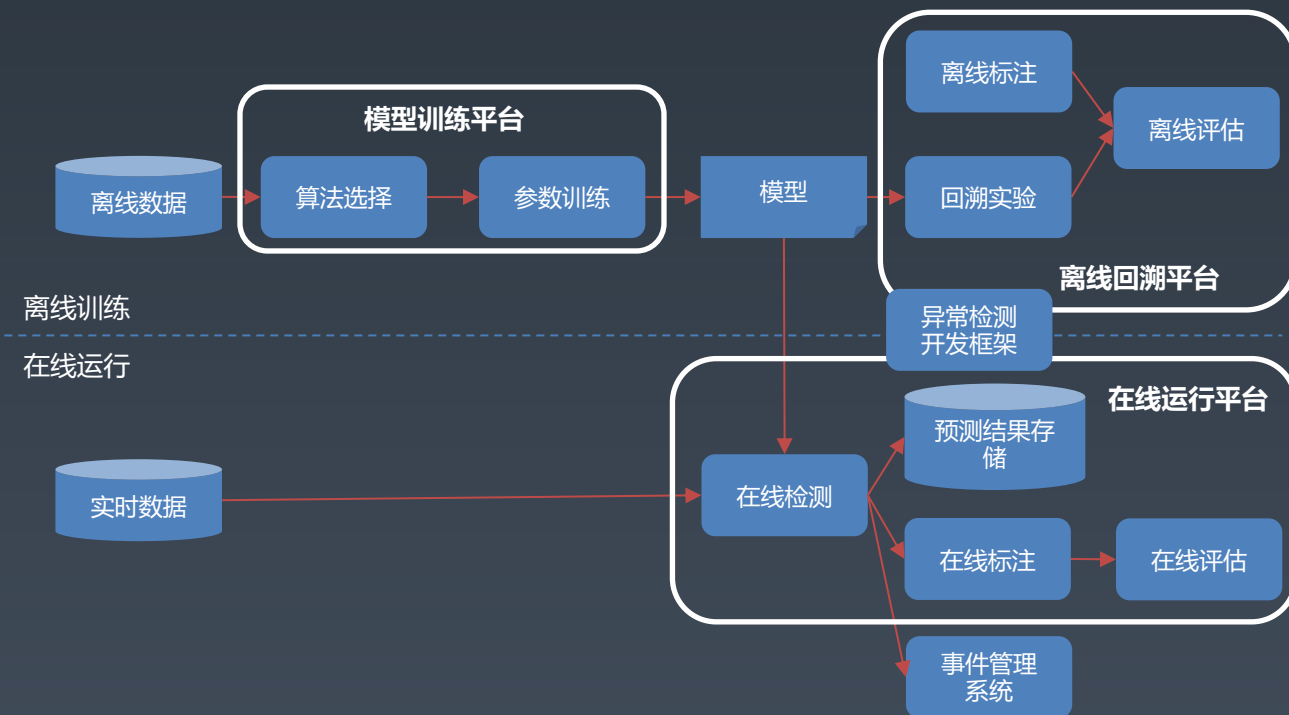 离线标注
模型训练平台
离线评估
离线数据
算法选择
参数训练
模型
回溯实验
离线回溯平台
离线训练
异常检测
开发框架
在线运行
在线运行平台
预测结果存
储
实时数据
在线检测
在线标注
在线评估
事件管理
系统